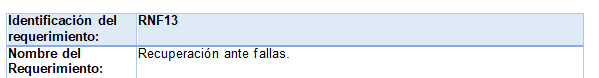 Identificación del RNF13
requerimiento:
Nombre del Recuperación ante fallas.
Requerimiento: